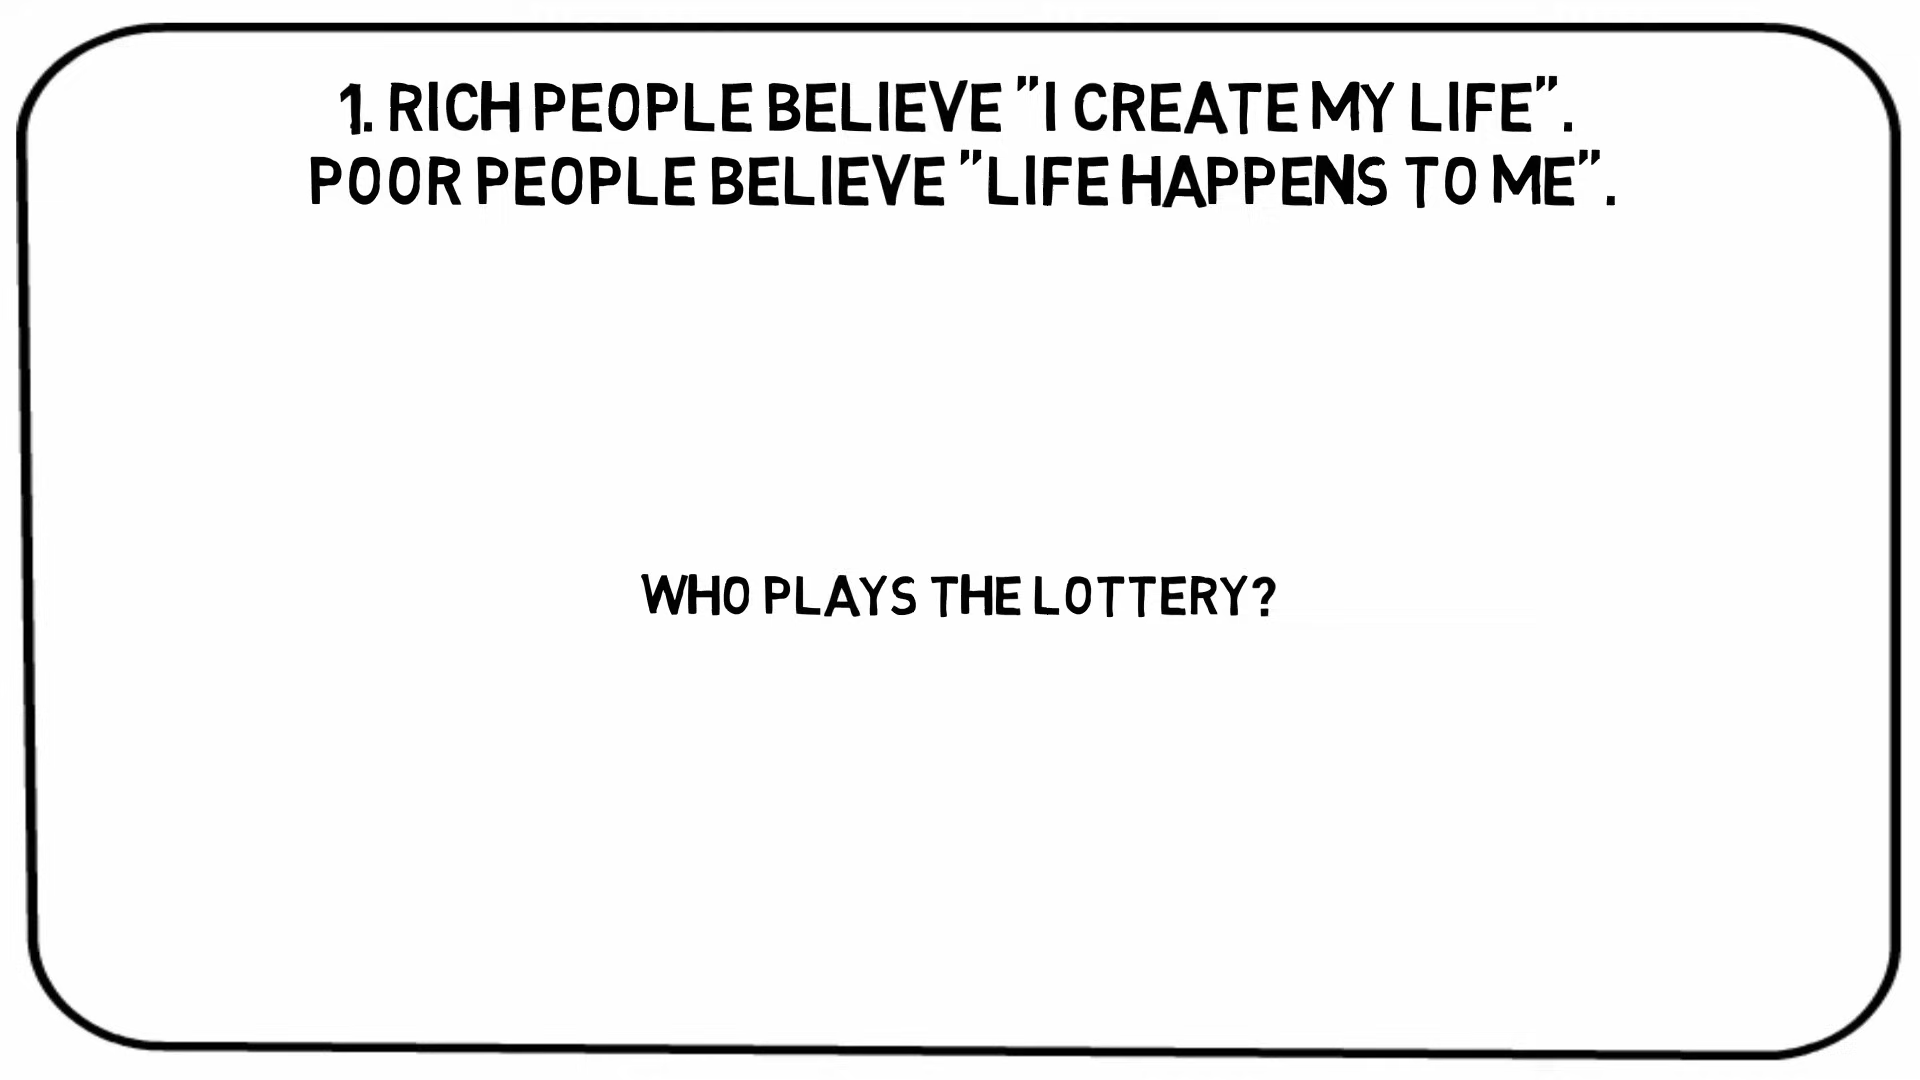 1. RICH PEOPLE BELIEVE "I CREATE MY LIFE".
POOR PEOPLE BELIEVE "LIFE HAPPENS TO ME".
WHO PLAYS THE LOTTERY?